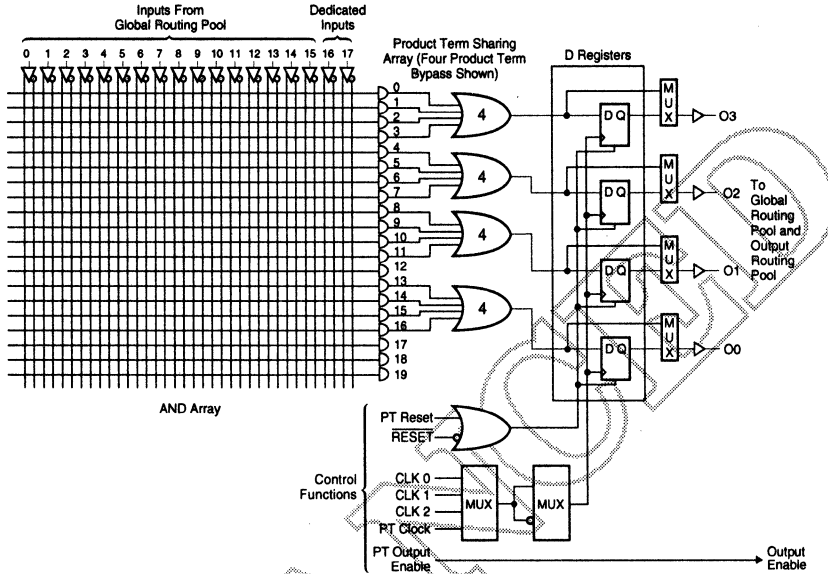 Inputs From
Global Routing Pool
Dedicated
Inputs
0 1 2 3 4 5 6 7 8 9 10 11 12 13 14 15 16 17
Product Term Sharing
Array (Four Product Term
Bypass Shown)
D Registers
0
1
2
3
4
5
6
7
8
9
10
11
12
13
14
15
16
17
18
19
4
4
4
4
D Q
D Q
D Q
D Q
MUX
MUX
MUX
MUX
O3
O2
O1
O0
To
Global
Routing
Pool and
Output
Routing
Pool
AND Array
Control
Functions
PT Reset
RESET
CLK 0
CLK 1
CLK 2
PT Clock
MUX
MUX
PT Output
Enable
Output
Enable